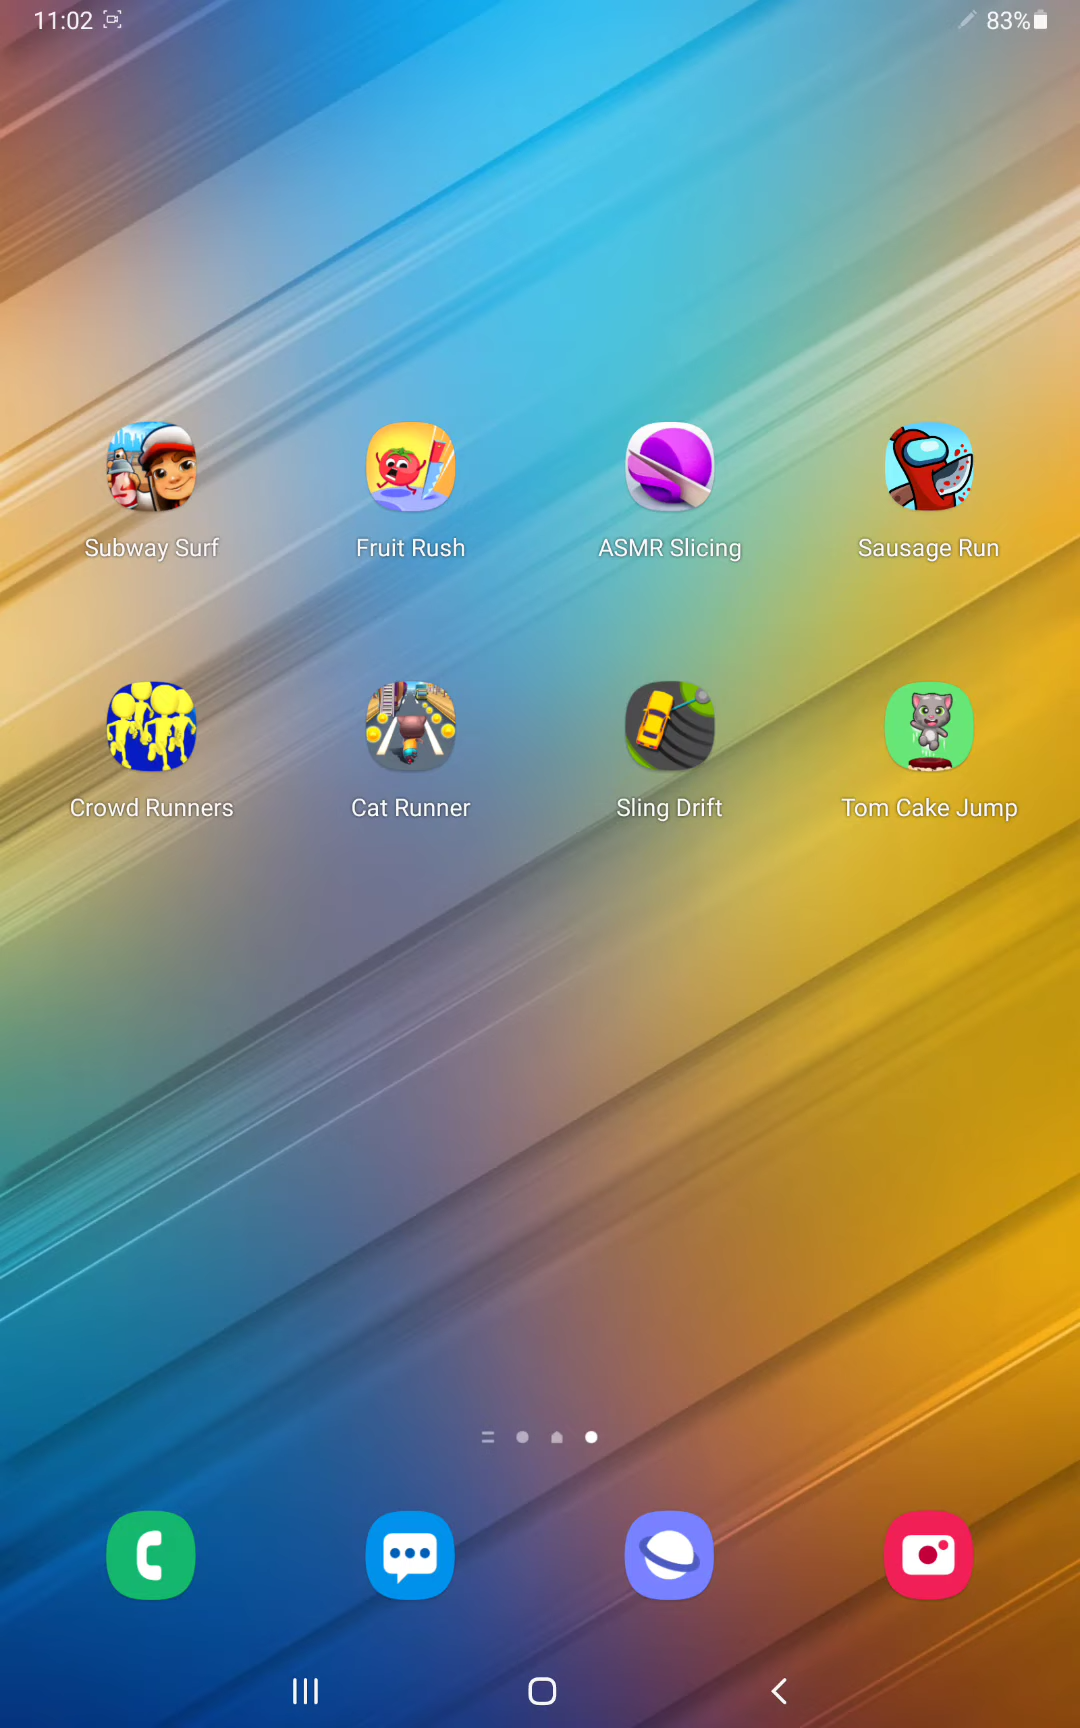 11:02 83%
Subway Surf Fruit Rush ASMR Slicing Sausage Run
Crowd Runners Cat Runner Sling Drift Tom Cake Jump